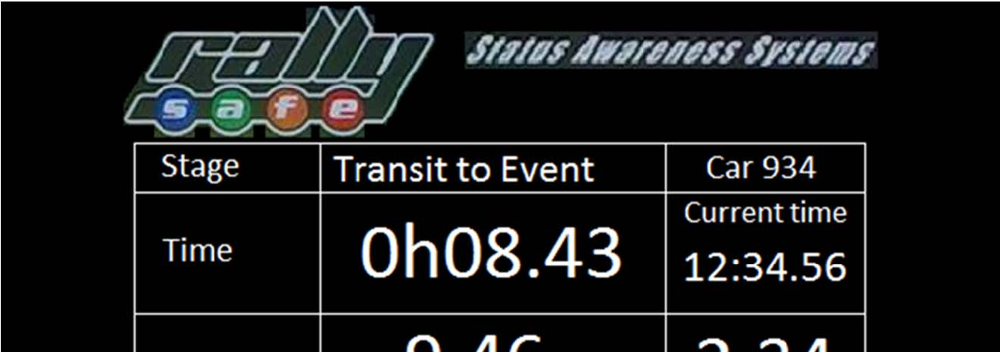 rally
safe
Status Awareness Systems
Stage Transit to Event Car 934
Current time
Time 0h08.43 12:34.56